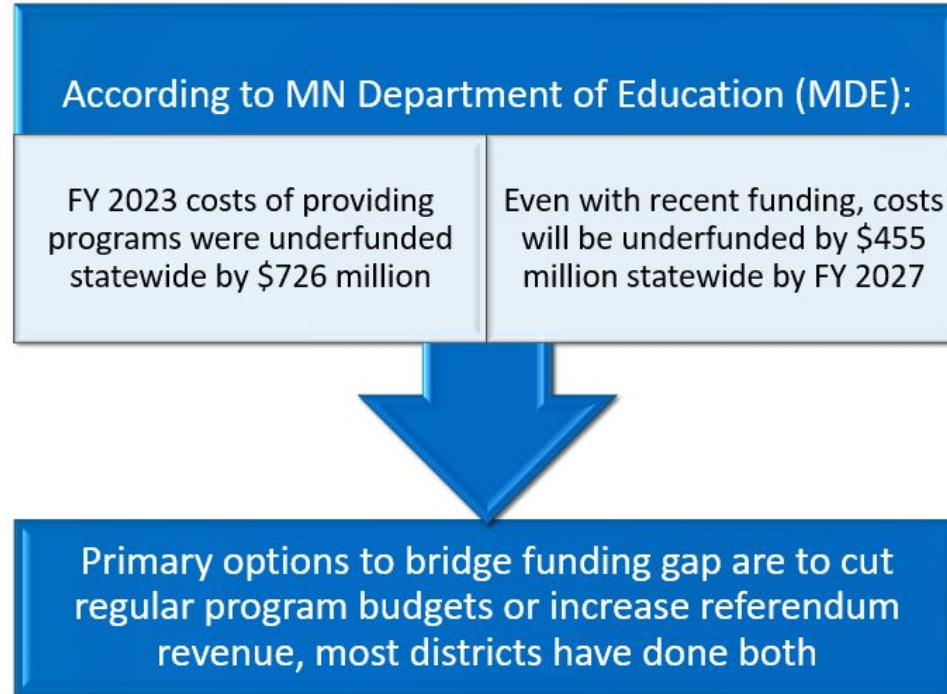 According to MN Department of Education (MDE):
FY 2023 costs of providing
programs were underfunded
statewide by $726 million
Even with recent funding, costs
will be underfunded by $455
million statewide by FY 2027
Primary options to bridge funding gap are to cut
regular program budgets or increase referendum
revenue, most districts have done both